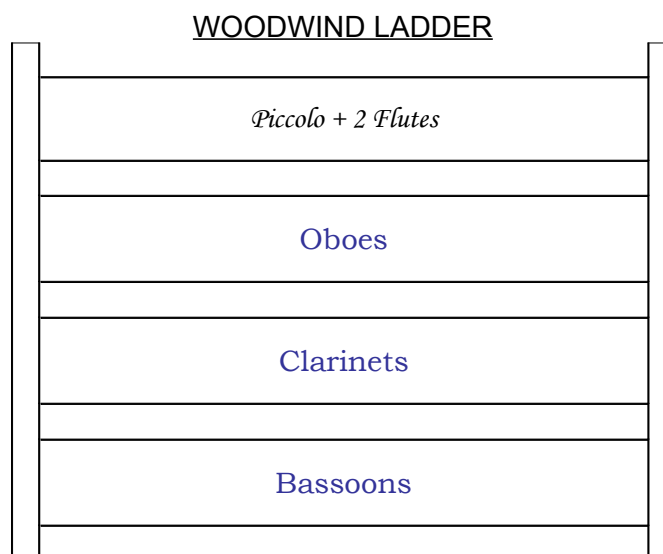 WOODWIND LADDER
Piccolo + 2 Flutes
Oboes
Clarinets
Bassoons